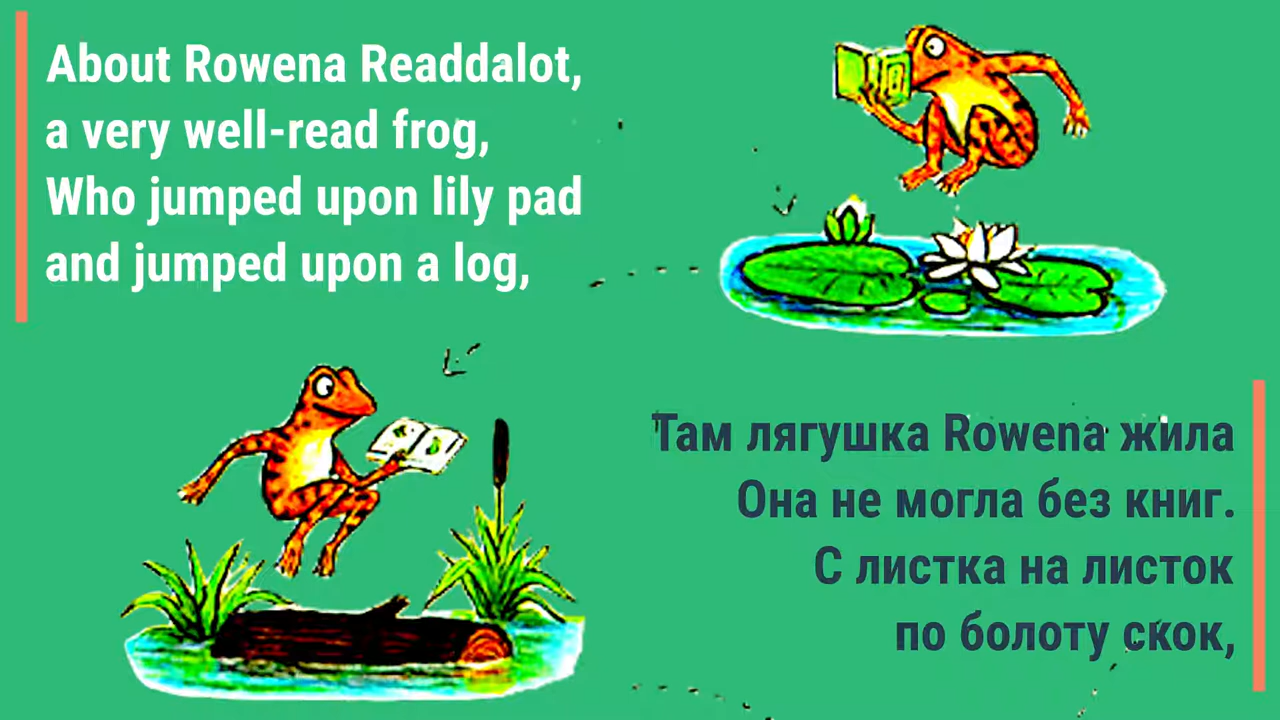 About Rowena Readdalot,
a very well-read frog,
Who jumped upon lily pad
and jumped upon a log,
Там лягушка Rowena жила
Она не могла без книг.
С листка на листок
по болоту скок,